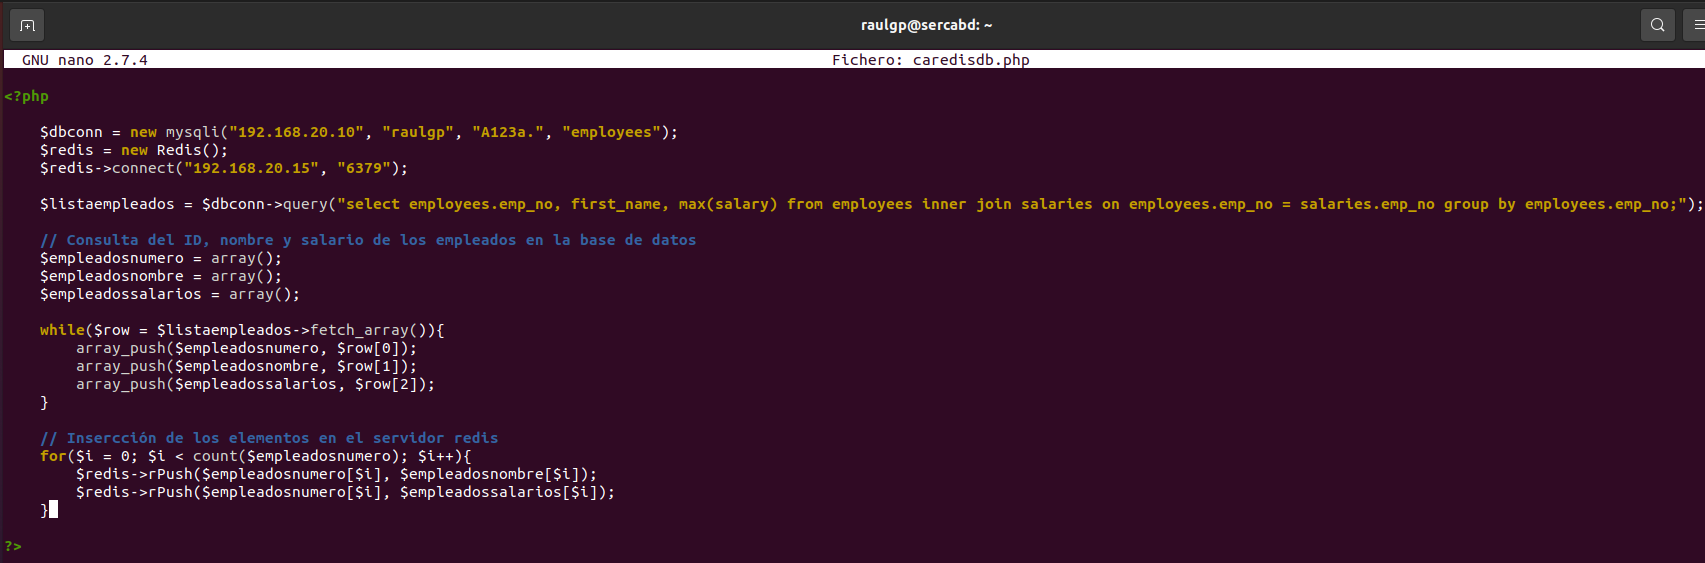 raulgp@sercabd: ~
GNU nano 2.7.4 Fichero: caredisdb.php
<?php
$dbconn = new mysqli("192.168.20.10", "raulgp", "A123a.", "employees");
$redis = new Redis();
$redis->connect("192.168.20.15", "6379");
$listaempleados = $dbconn->query("select employees.emp_no, first_name, max(salary) from employees inner join salaries on employees.emp_no = salaries.emp_no group by employees.emp_no;");
// Consulta del ID, nombre y salario de los empleados en la base de datos
$empleadosnumero = array();
$empleadosnombre = array();
$empleadossalarios = array();
while($row = $listaempleados->fetch_array()){
array_push($empleadosnumero, $row[0]);
array_push($empleadosnombre, $row[1]);
array_push($empleadossalarios, $row[2]);
}
// Insercción de los elementos en el servidor redis
for($i = 0; $i < count($empleadosnumero); $i++){
$redis->rPush($empleadosnumero[$i], $empleadosnombre[$i]);
$redis->rPush($empleadosnumero[$i], $empleadossalarios[$i]);
}
?>